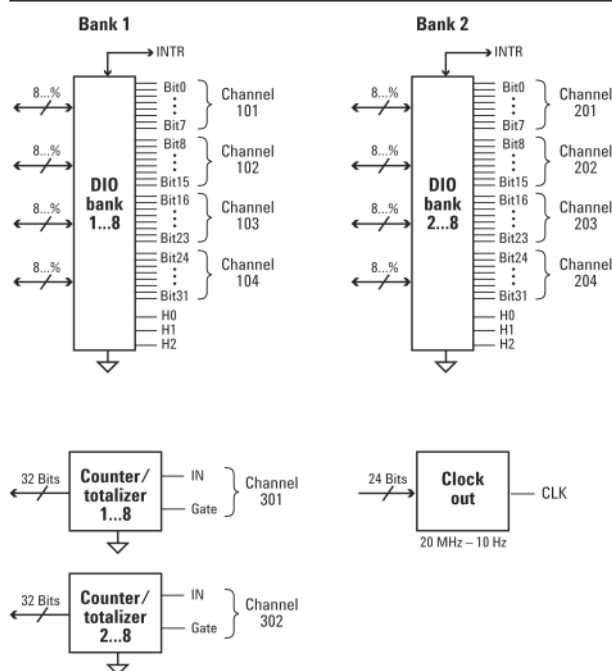 Bank 1
INTR
8...%
8...%
8...%
8...%
DIO
bank
1...8
Bit0
Bit7
Channel
101
Bit8
Bit15
Channel
102
Bit16
Bit23
Channel
103
Bit24
Bit31
Channel
104
H0
H1
H2
Bank 2
INTR
8...%
8...%
8...%
8...%
DIO
bank
2...8
Bit0
Bit7
Channel
201
Bit8
Bit15
Channel
202
Bit16
Bit23
Channel
203
Bit24
Bit31
Channel
204
H0
H1
H2
32 Bits
Counter/
totalizer
1...8
IN
Gate
Channel
301
24 Bits
Clock
out
CLK
20 MHz – 10 Hz
32 Bits
Counter/
totalizer
2...8
IN
Gate
Channel
302